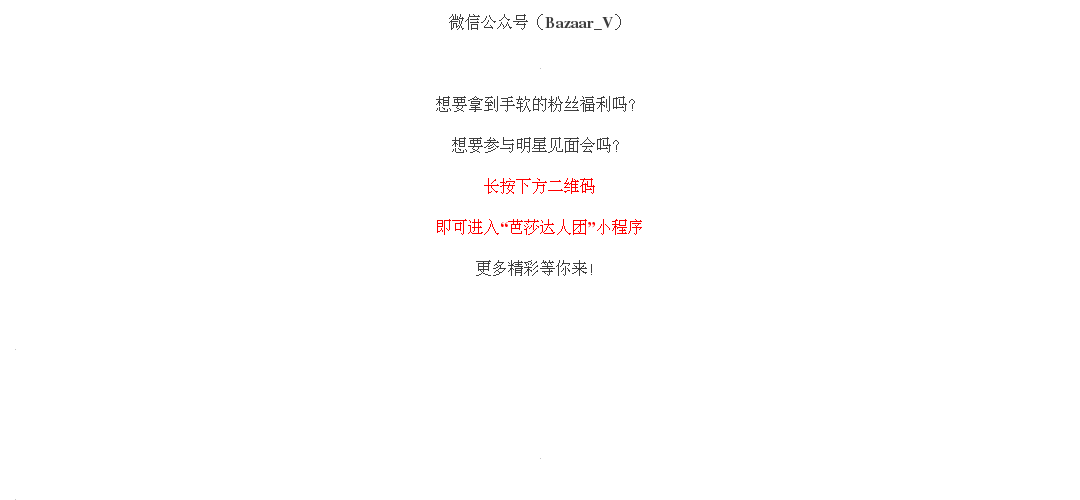 微信公众号（Bazaar_V）
想要拿到手软的粉丝福利吗?
想要参与明星见面会吗?
长按下方二维码
即可进入“芭莎达人团”小程序
更多精彩等你来!